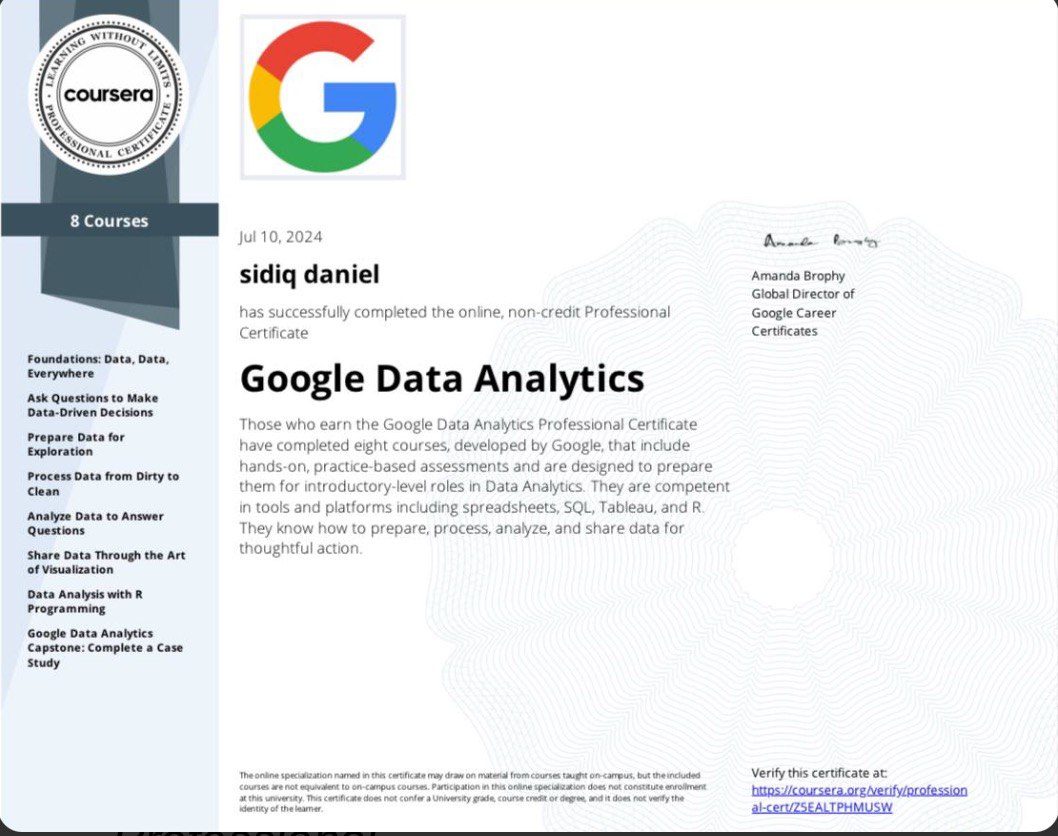 LEARNING WITHOUT LIMITS
coursera
PROFESSIONAL CERTIFICATE
8 Courses
Foundations: Data, Data,
Everywhere
Ask Questions to Make
Data-Driven Decisions
Prepare Data for
Exploration
Process Data from Dirty to
Clean
Analyze Data to Answer
Questions
Share Data Through the Art
of Visualization
Data Analysis with R
Programming
Google Data Analytics
Capstone: Complete a Case
Study
G
Jul 10, 2024
sidiq daniel
has successfully completed the online, non-credit Professional
Certificate
Google Data Analytics
Those who earn the Google Data Analytics Professional Certificate
have completed eight courses, developed by Google, that include
hands-on, practice-based assessments and are designed to prepare
them for introductory-level roles in Data Analytics. They are competent
in tools and platforms including spreadsheets, SQL, Tableau, and R.
They know how to prepare, process, analyze, and share data for
thoughtful action.
Amanda Brophy
Amanda Brophy
Global Director of
Google Career
Certificates
The online specialization named in this certificate may draw on material from courses taught on-campus, but the included
courses are not equivalent to on-campus courses. Participation in this online specialization does not constitute enrollment
at this university. This certificate does not confer a University grade, course credit or degree, and it does not verify the
identity of the learner.
Verify this certificate at:
https://coursera.org/verify/profession
al-cert/Z5EALTPHMUSW